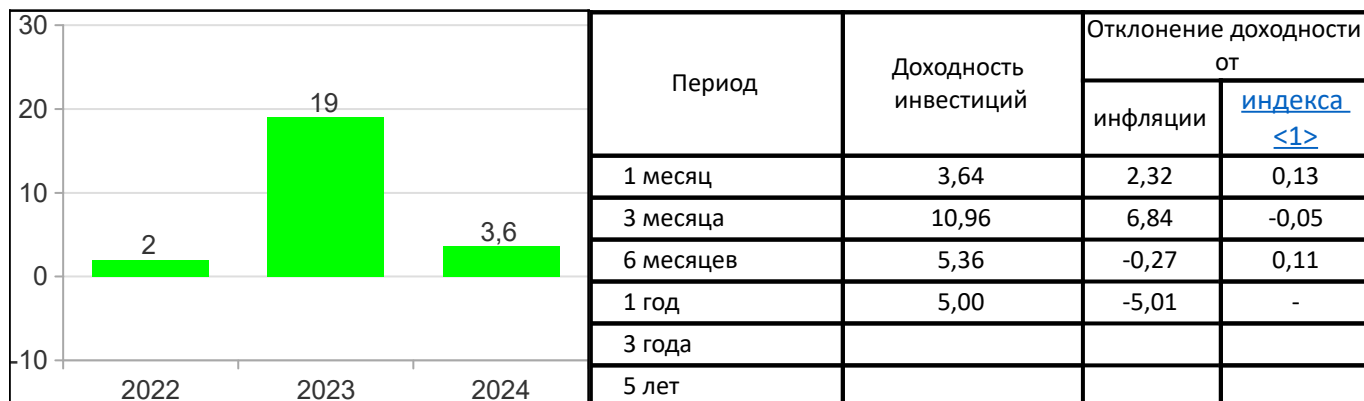 30
20
10
0
-10
2
19
3,6
2022 2023 2024
Период
Доходность
инвестиций
Отклонение доходности
от
инфляции
индекса
<1>
1 месяц 3,64 2,32 0,13
3 месяца 10,96 6,84 -0,05
6 месяцев 5,36 -0,27 0,11
1 год 5,00 -5,01 -
3 года
5 лет